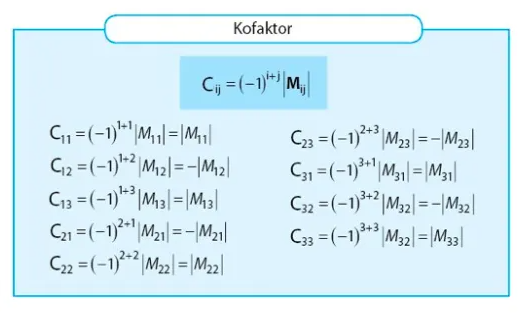 Kofaktor
C_ij = (−1)^{i+j} |M_ij|
C_11 = (−1)^{1+1} |M_11| = |M_11|
C_12 = (−1)^{1+2} |M_12| = −|M_12|
C_13 = (−1)^{1+3} |M_13| = |M_13|
C_21 = (−1)^{2+1} |M_21| = −|M_21|
C_22 = (−1)^{2+2} |M_22| = |M_22|
C_23 = (−1)^{2+3} |M_23| = −|M_23|
C_31 = (−1)^{3+1} |M_31| = |M_31|
C_32 = (−1)^{3+2} |M_32| = −|M_32|
C_33 = (−1)^{3+3} |M_32| = |M_33|